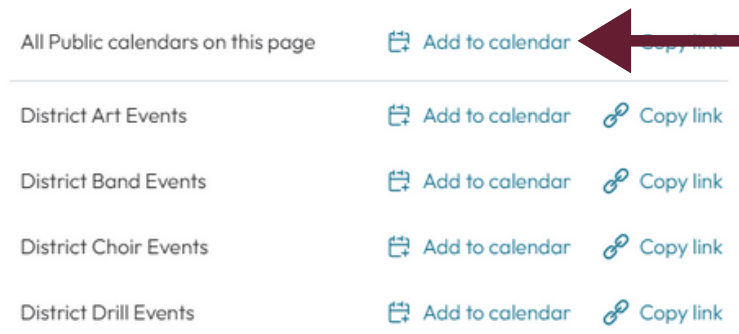 All Public calendars on this page Add to calendar Copy link
District Art Events Add to calendar Copy link
District Band Events Add to calendar Copy link
District Choir Events Add to calendar Copy link
District Drill Events Add to calendar Copy link